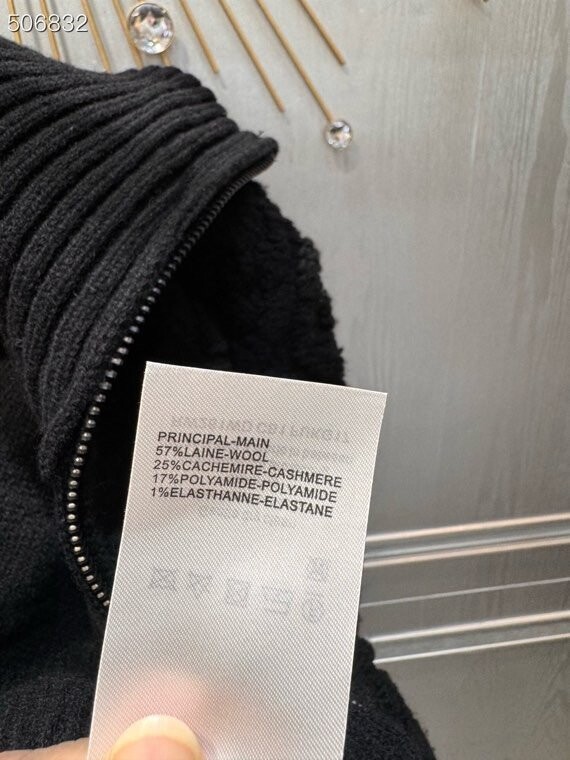 506832
PRINCIPAL-MAIN
57%LAINE-WOOL
25%CACHEMIRE-CASHMERE
17%POLYAMIDE-POLYAMIDE
1%ELASTHANNE-ELASTANE